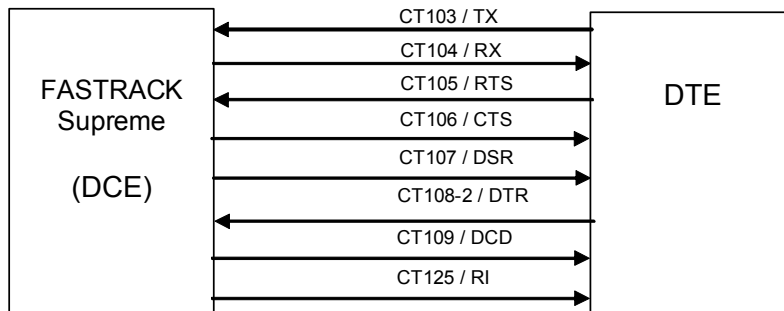 CT103 / TX
CT104 / RX
CT105 / RTS
CT106 / CTS
CT107 / DSR
CT108-2 / DTR
CT109 / DCD
CT125 / RI
FASTRACK
Supreme
(DCE)
DTE